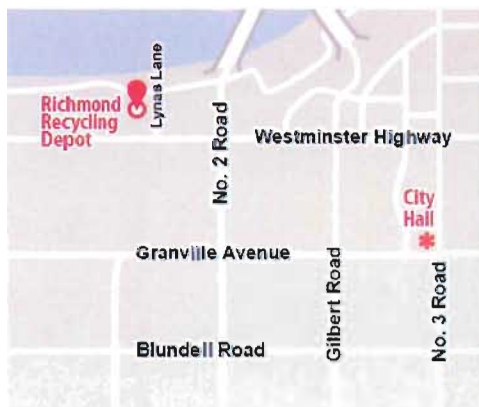 Lynas Lane
Richmond
Recycling
Depot
No. 2 Road
Westminster Highway
City
Hall
Granville Avenue
Gilbert Road
No. 3 Road
Blundell Road